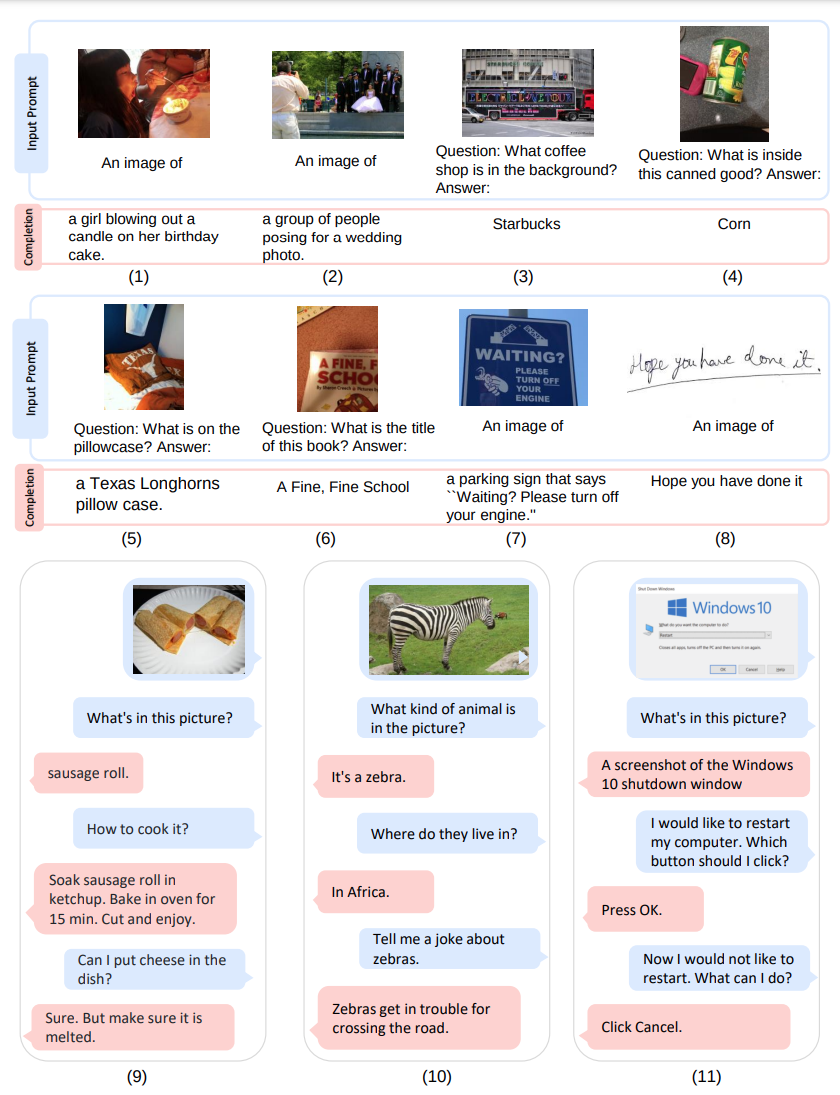 Input Prompt
An image of
An image of
Question: What coffee
shop is in the background?
Answer:
Question: What is inside
this canned good? Answer:
Completion
a girl blowing out a
candle on her birthday
cake.
a group of people
posing for a wedding
photo.
Starbucks
Corn
(1)
(2)
(3)
(4)
Input Prompt
TEXAS
A FINE, F
SCHOO
WAITING?
PLEASE
TURN OFF
YOUR
ENGINE
Hope you have done it.
Question: What is on the
pillowcase? Answer:
Question: What is the title
of this book? Answer:
An image of
An image of
Completion
a Texas Longhorns
pillow case.
A Fine, Fine School
a parking sign that says
``Waiting? Please turn off
your engine."
Hope you have done it
(5)
(6)
(7)
(8)
What's in this picture?
sausage roll.
How to cook it?
Soak sausage roll in
ketchup. Bake in oven for
15 min. Cut and enjoy.
Can I put cheese in the
dish?
Sure. But make sure it is
melted.
(9)
What kind of animal is
in the picture?
It's a zebra.
Where do they live in?
In Africa.
Tell me a joke about
zebras.
Zebras get in trouble for
crossing the road.
(10)
Shut Down Windows
Windows 10
What do you want the computer to do?
Restart
Closes all apps, turns off the PC and then turns it on again.
OK
Cancel
Help
What's in this picture?
A screenshot of the Windows
10 shutdown window
I would like to restart
my computer. Which
button should I click?
Press OK.
Now I would not like to
restart. What can I do?
Click Cancel.
(11)